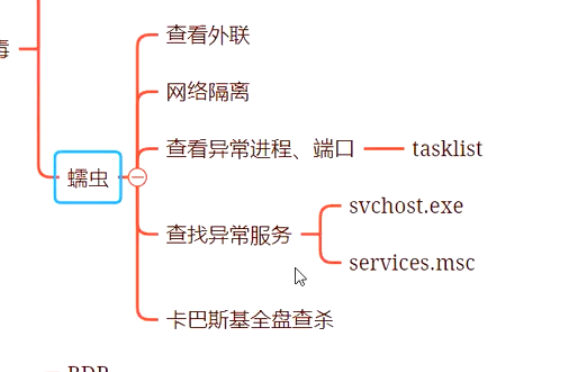 查看外联
毒
网络隔离
查看异常进程、端口
tasklist
蠕虫
svchost.exe
查找异常服务
services.msc
卡巴斯基全盘查杀